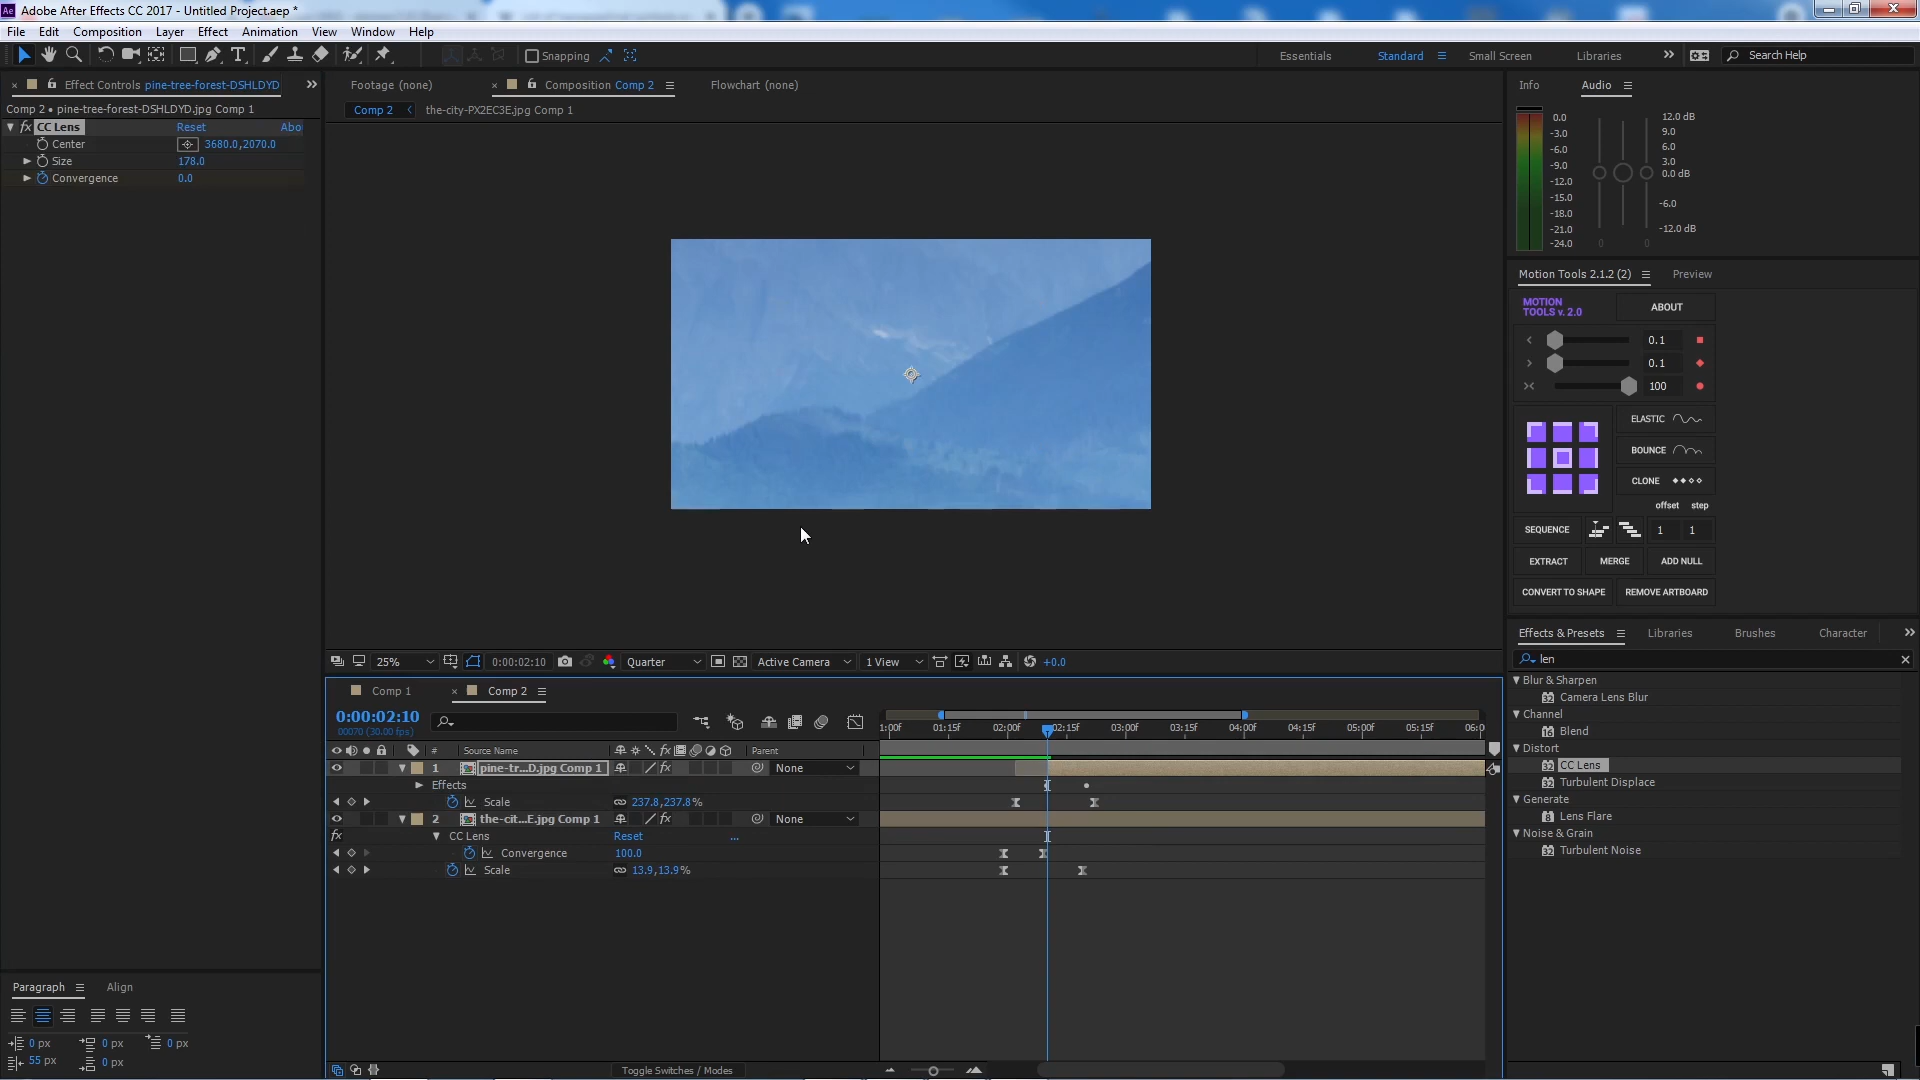 Adobe After Effects CC 2017 - Untitled Project.aep *
File Edit Composition Layer Effect Animation View Window Help
Snapping
Essentials Standard Small Screen Libraries Search Help
Effect Controls pine-tree-forest-DSHLDYD
Comp 2 • pine-tree-forest-DSHLDYD.jpg Comp 1
fx CC Lens Reset Abo
Center 3680.0,2070.0
Size 178.0
Convergence 0.0
Footage (none) Composition Comp 2 Flowchart (none)
Comp 2 the-city-PX2EC3E.jpg Comp 1
Info Audio
0.0
-3.0
-6.0
-9.0
-12.0
-15.0
-18.0
-21.0
-24.0
12.0 dB
9.0
6.0
3.0
0.0 dB
-6.0
-12.0 dB
0 0
Motion Tools 2.1.2 (2) Preview
MOTION TOOLS v. 2.0 ABOUT
0.1
0.1
100
ELASTIC
BOUNCE
CLONE
offset step
SEQUENCE 1 1
EXTRACT MERGE ADD NULL
CONVERT TO SHAPE REMOVE ARTBOARD
Effects & Presets Libraries Brushes Character
len
Blur & Sharpen
32 Camera Lens Blur
Channel
16 Blend
Distort
32 CC Lens
32 Turbulent Displace
Generate
8 Lens Flare
Noise & Grain
32 Turbulent Noise
25% 0:00:02:10 Quarter Active Camera 1 View +0.0
Comp 1 Comp 2
0:00:02:10
00070 (30.00 fps)
1:00f 01:15f 02:00f 02:15f 03:00f 03:15f 04:00f 04:15f 05:00f 05:15f 06:0
# Source Name fx Parent
1 pine-tr...D.jpg Comp 1 fx None
Effects
Scale 237.8,237.8%
2 the-cit...E.jpg Comp 1 fx None
fx CC Lens Reset ...
Convergence 100.0
Scale 13.9,13.9%
Toggle Switches / Modes
Paragraph Align
0 px 0 px 0 px
55 px 0 px